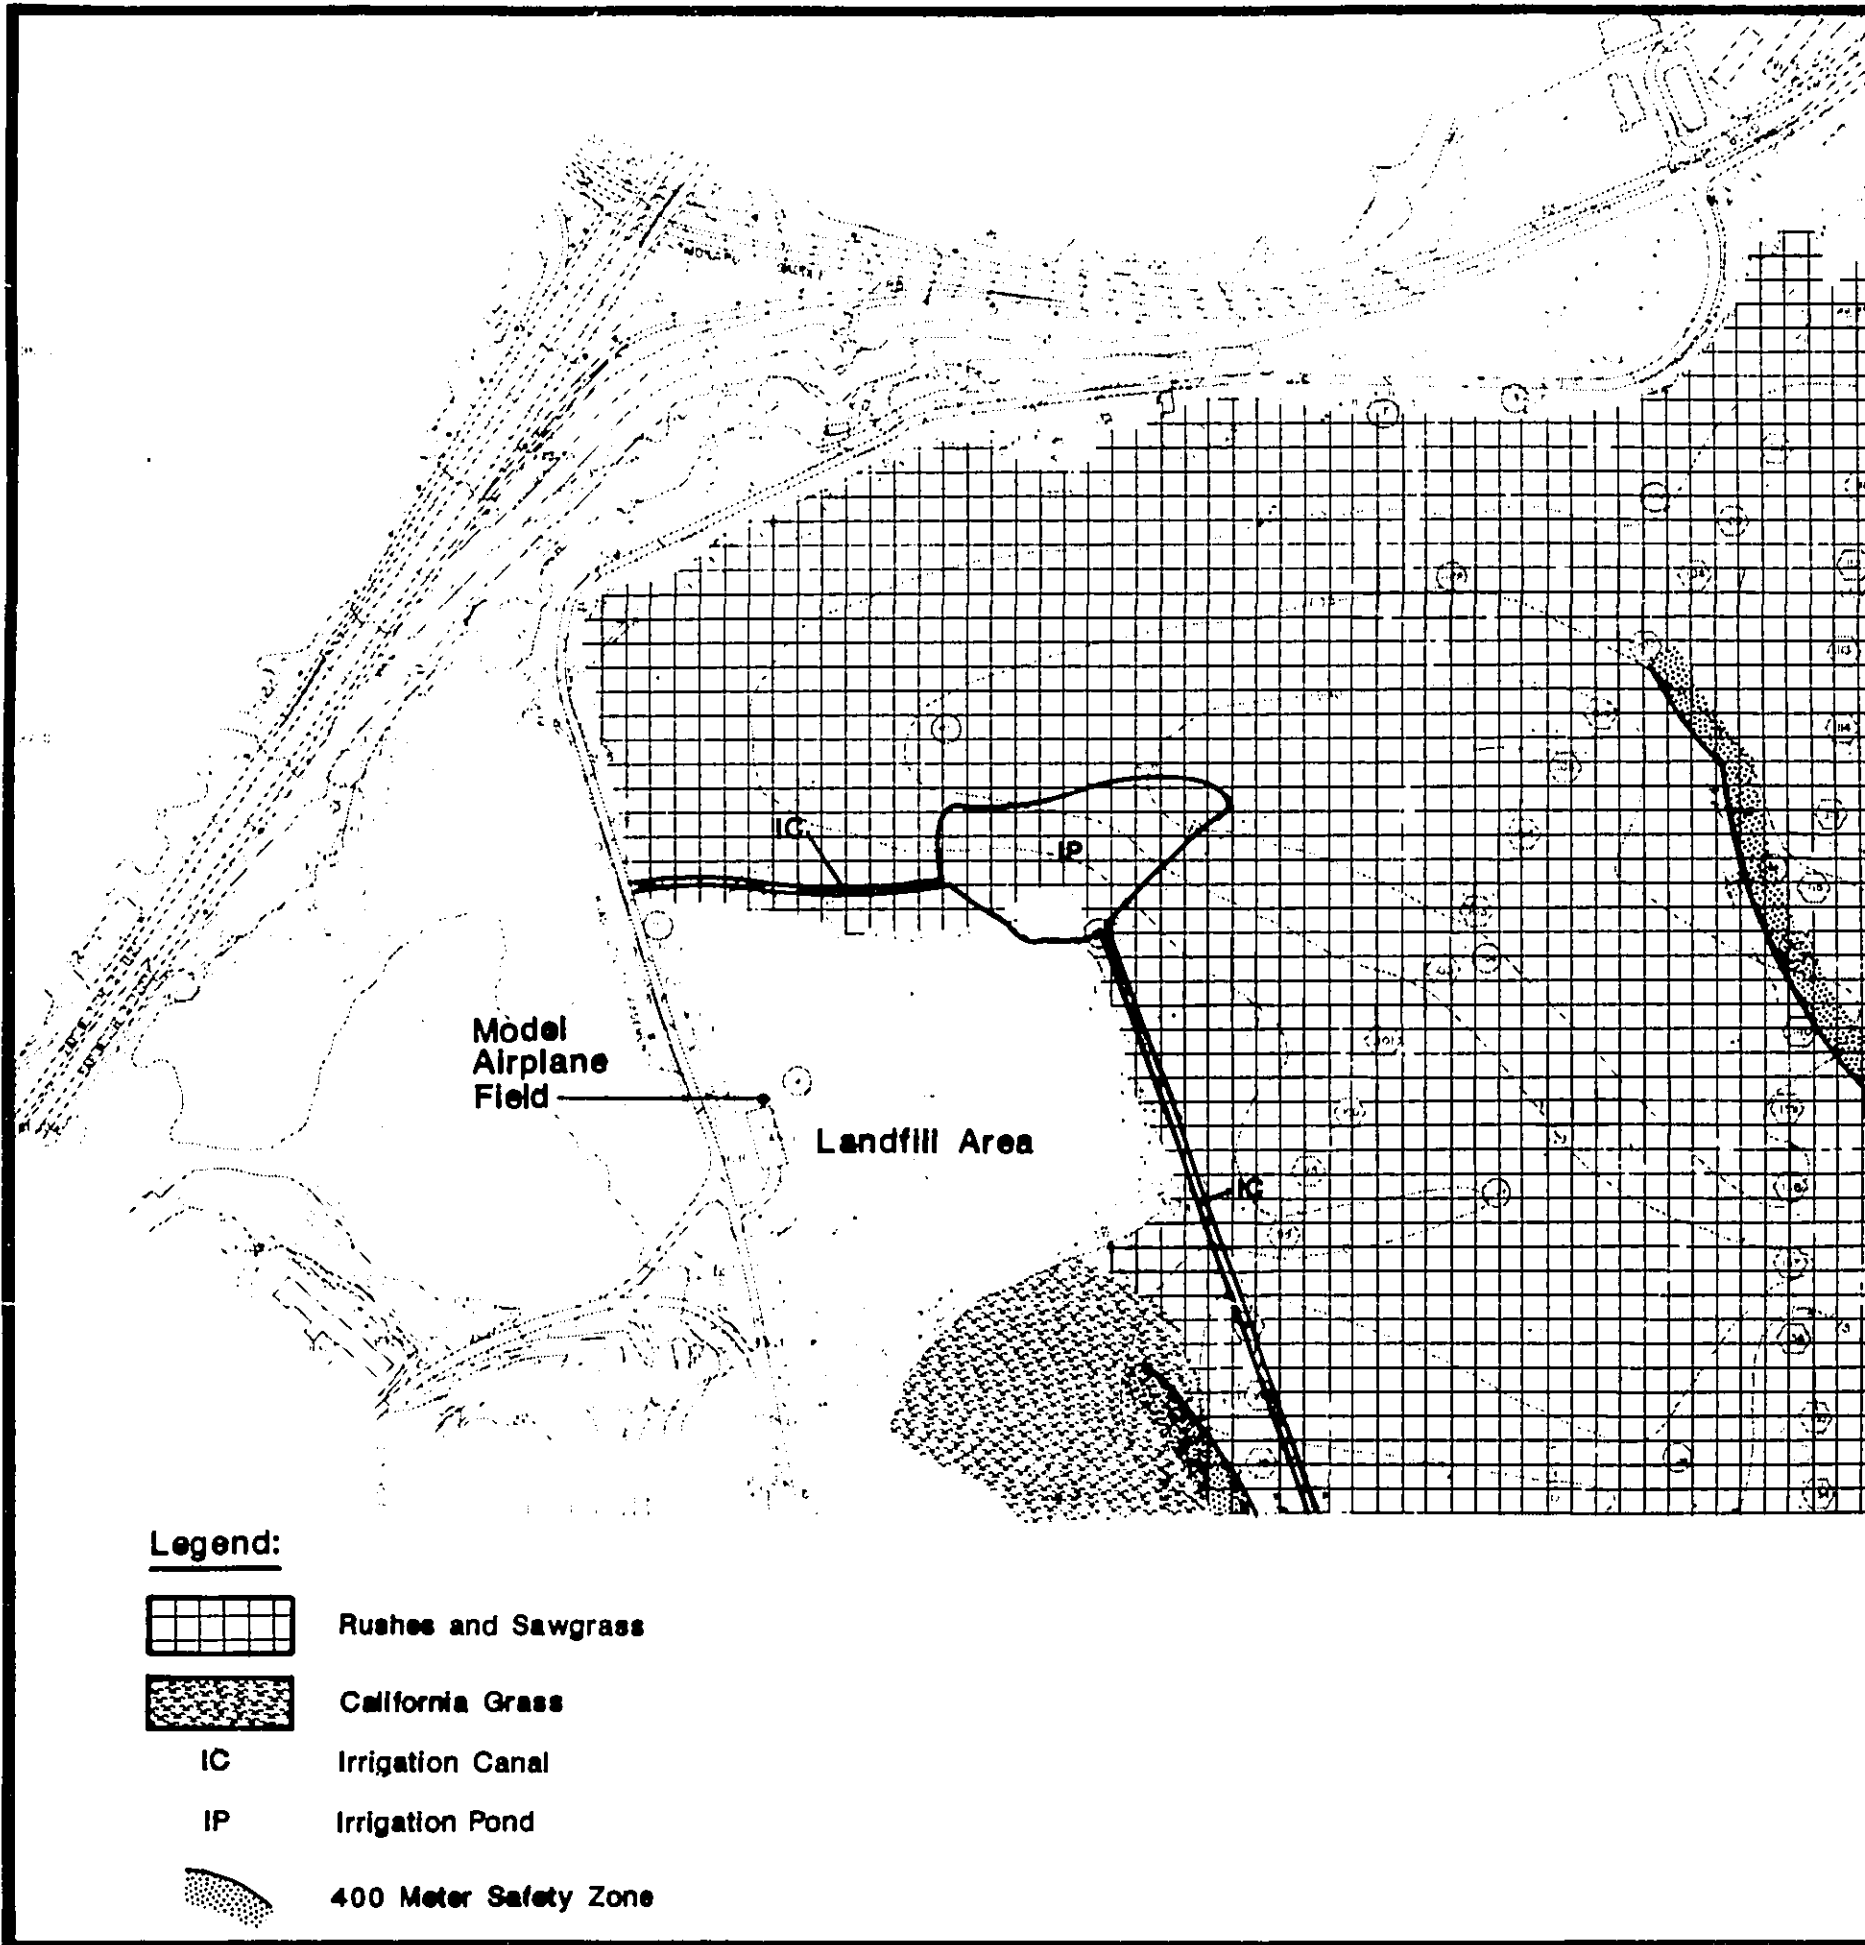 IC
IP
Model
Airplane
Field
Landfill Area
IC
Legend:
Rushes and Sawgrass
California Grass
IC Irrigation Canal
IP Irrigation Pond
400 Meter Safety Zone